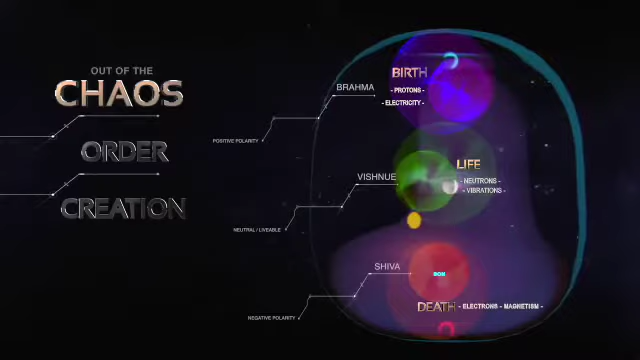 OUT OF THE
CHAOS
ORDER
CREATION
BRAHMA
POSITIVE POLARITY
BIRTH
- PROTONS -
- ELECTRICITY -
VISHNUE
NEUTRAL / LIVEABLE
LIFE
- NEUTRONS -
- VIBRATIONS -
SHIVA
NEGATIVE POLARITY
DEATH - ELECTRONS - MAGNETISM -